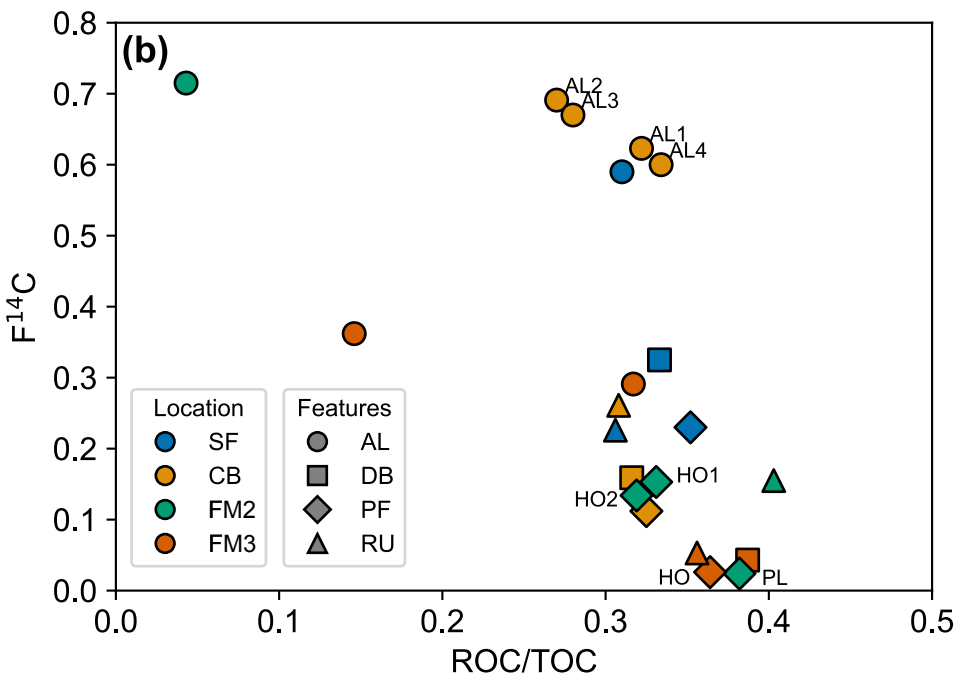 (b)
0.8
0.7
0.6
0.5
0.4
0.3
0.2
0.1
0.0
F14C
AL2
AL3
AL1
AL4
HO1
HO2
HO
PL
Location
SF
CB
FM2
FM3
Features
AL
DB
PF
RU
0.0 0.1 0.2 0.3 0.4 0.5
ROC/TOC